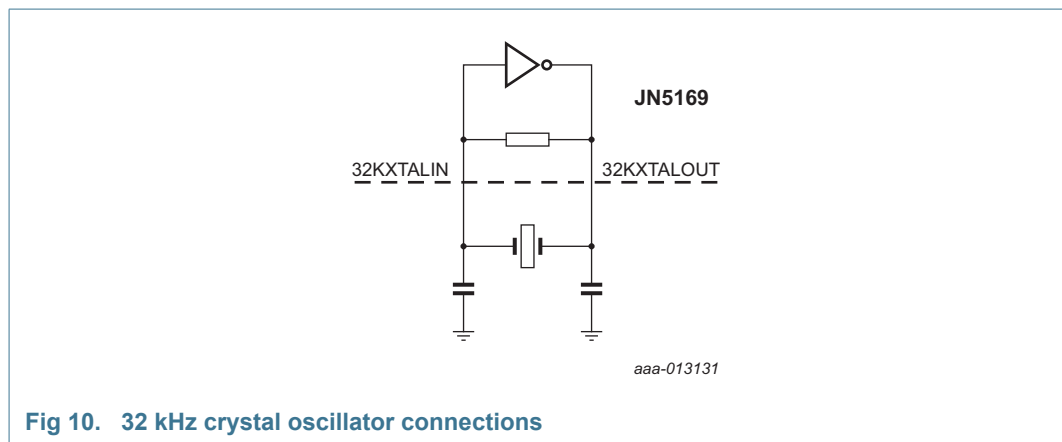 JN5169
32KXTALIN 32KXTALOUT
aaa-013131
Fig 10. 32 kHz crystal oscillator connections